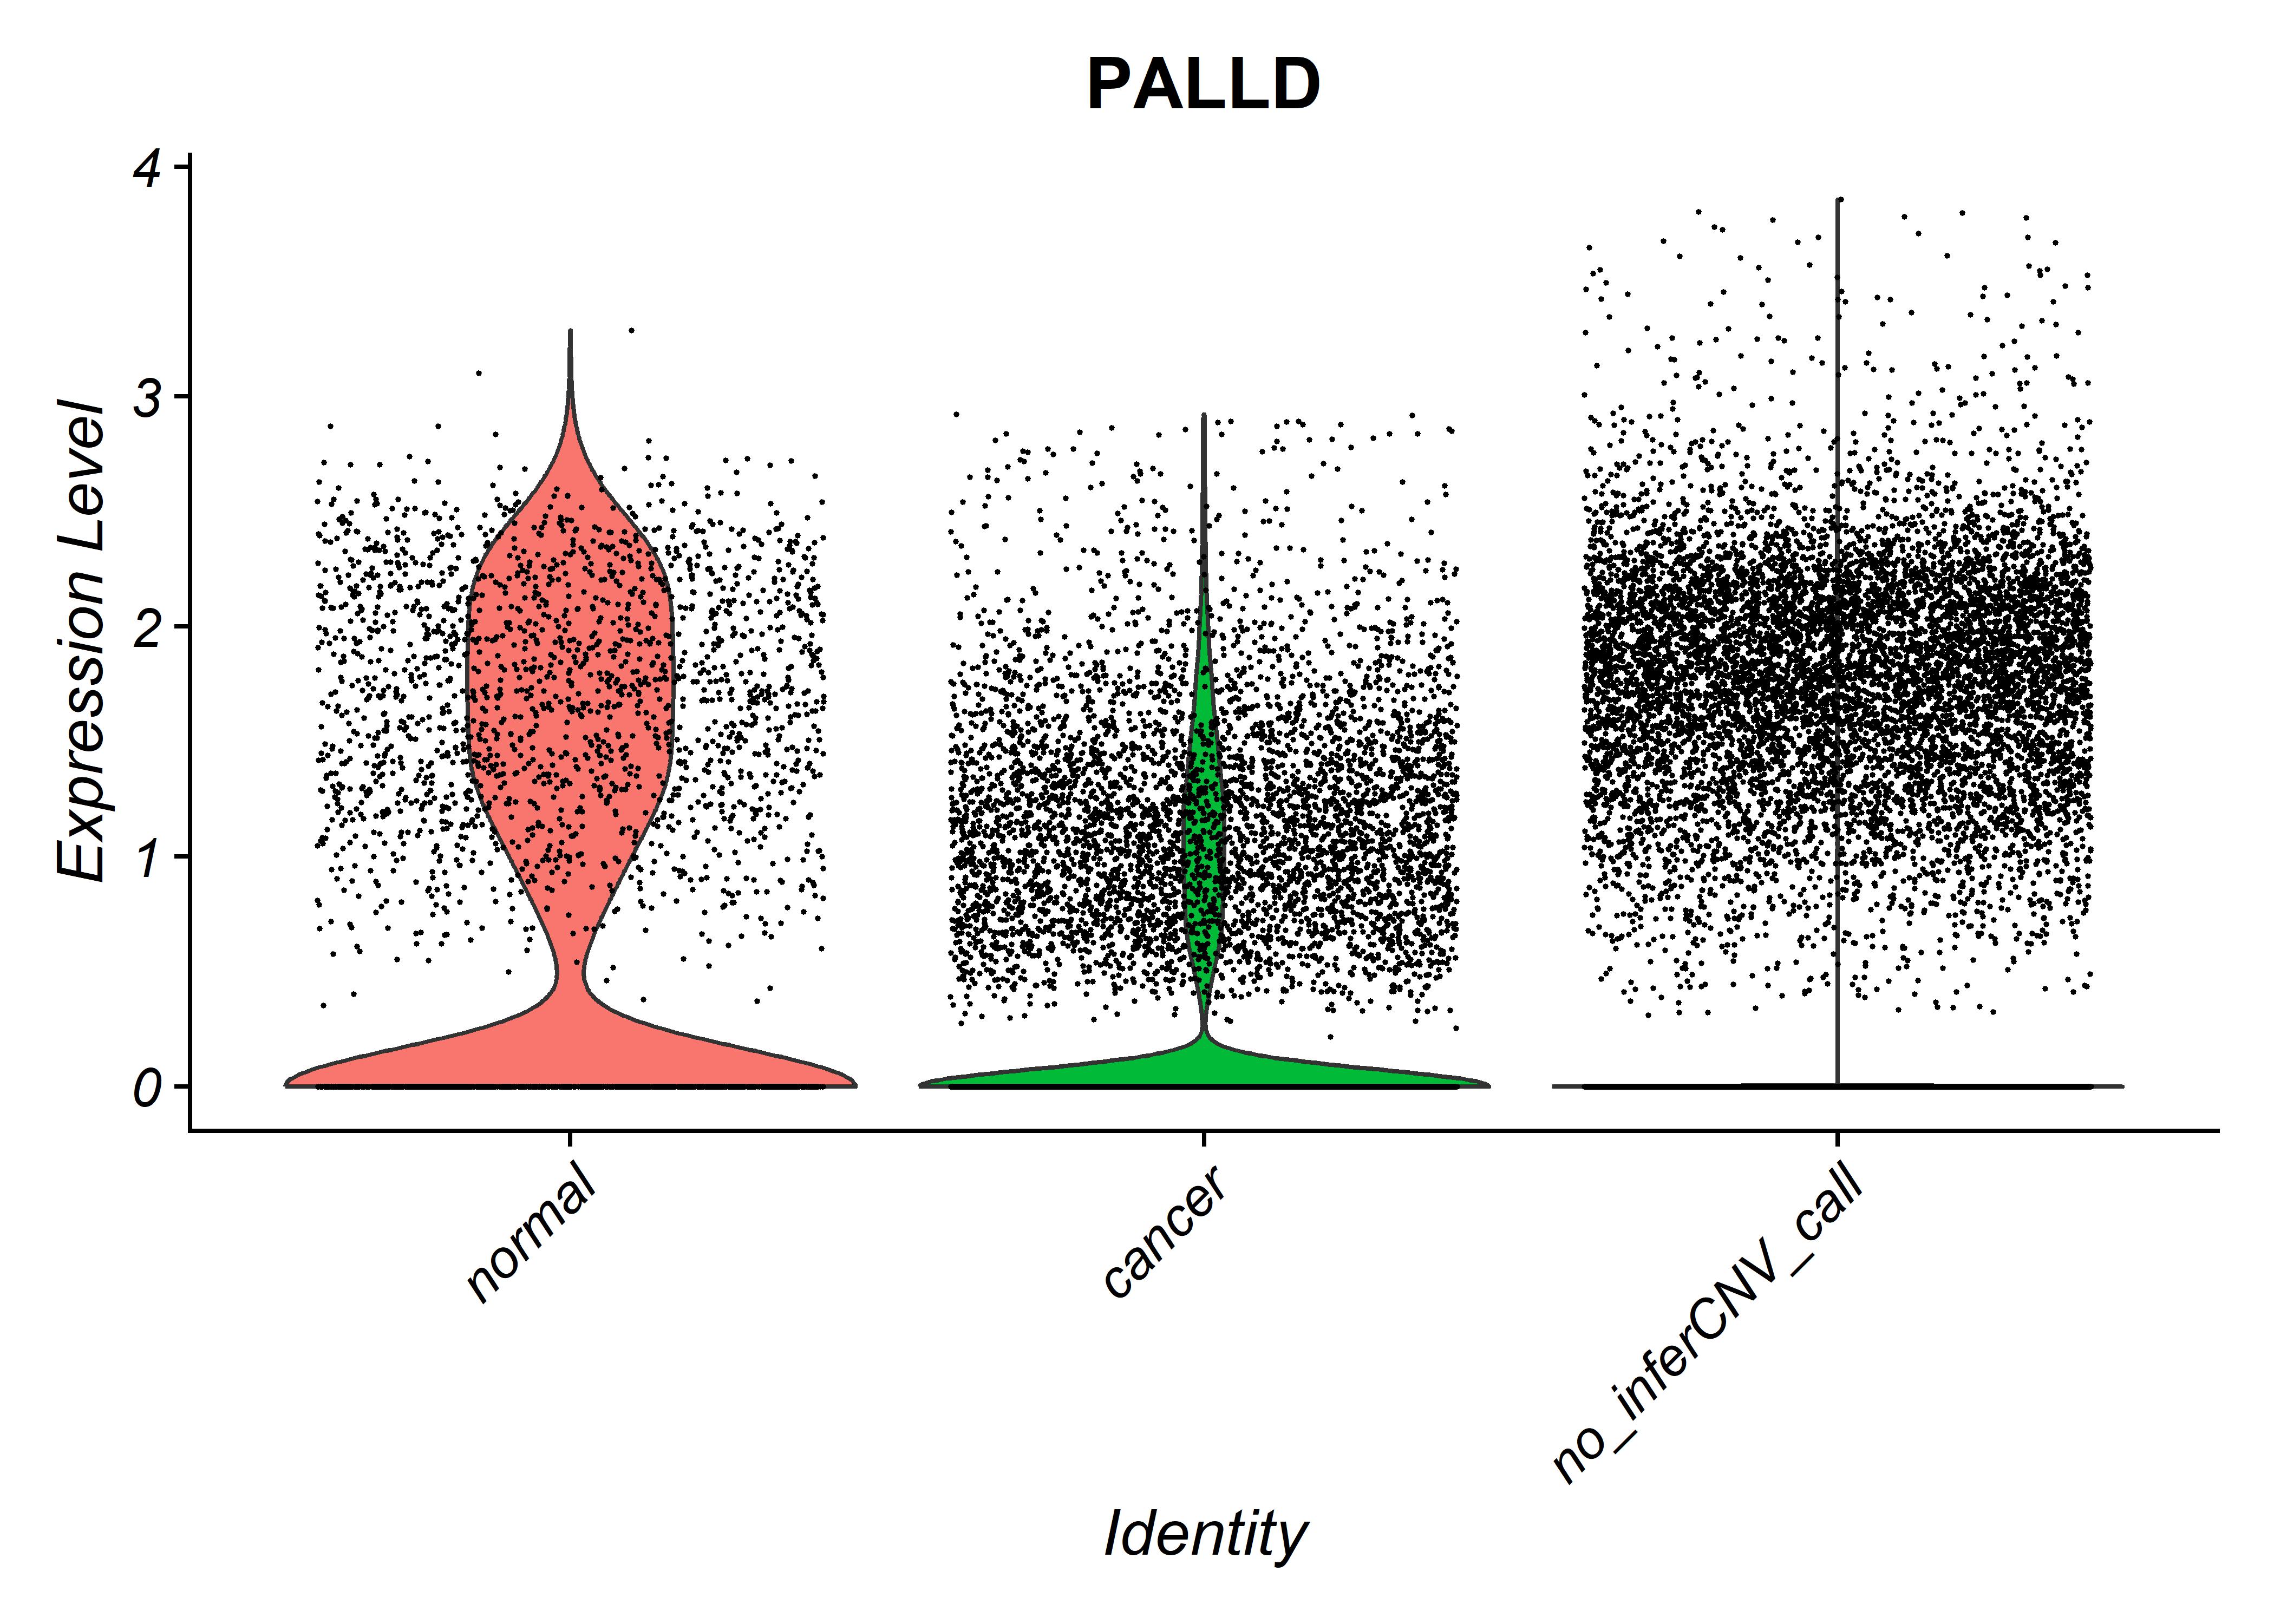 PALLD
Expression Level
4
3
2
1
0
normal
cancer
no_inferCNV_call
Identity